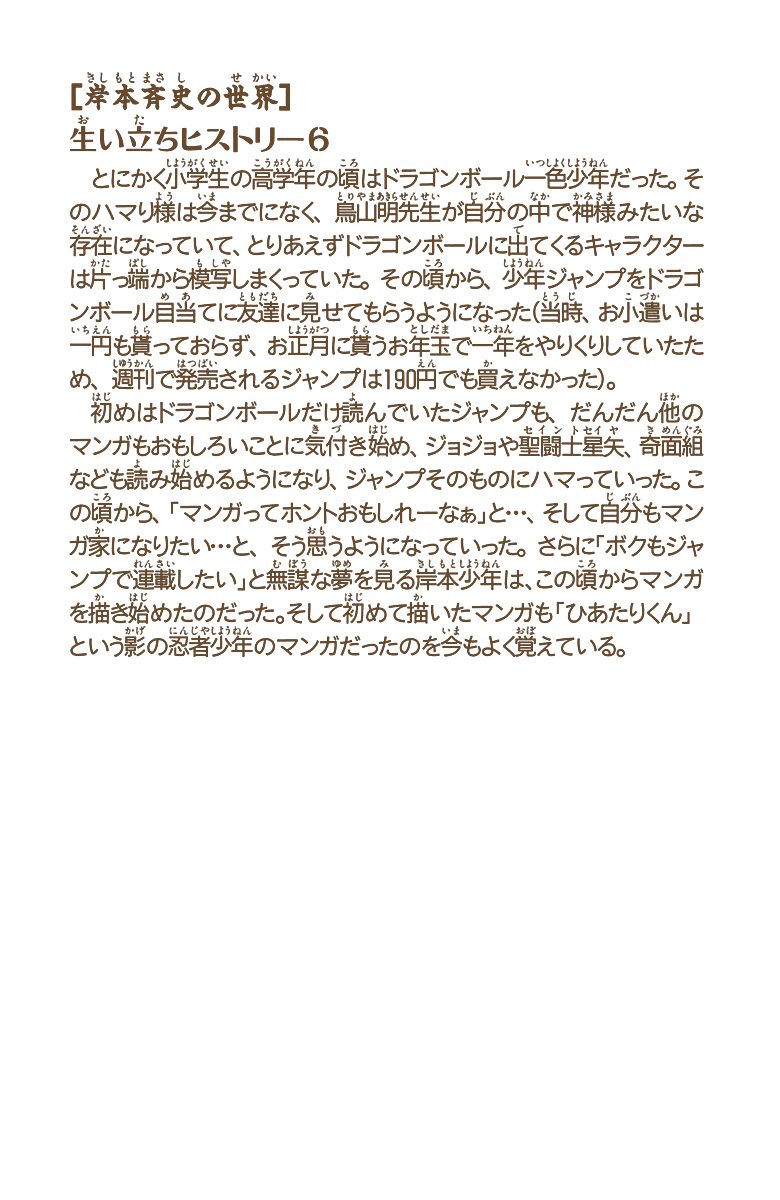 [岸本斉史の世界]
生い立ちヒストリー6
とにかく小学生の高学年の頃はドラゴンボール一色少年だった。そ
のハマり様は今までになく、鳥山明先生が自分の中で神様みたいな
存在になっていて、とりあえずドラゴンボールに出てくるキャラクター
は片っ端から模写しまくっていた。その頃から、少年ジャンプをドラゴ
ンボール目当てに友達に見せてもらうようになった(当時、お小遣いは
一円も貰っておらず、お正月に貰うお年玉で一年をやりくりしていたた
め、週刊で発売されるジャンプは190円でも買えなかった)。
初めはドラゴンボールだけ読んでいたジャンプも、だんだん他の
マンガもおもしろいことに気付き始め、ジョジョや聖闘士星矢、奇面組
なども読み始めるようになり、ジャンプそのものにハマっていった。こ
の頃から、「マンガってホントおもしれーなぁ」と…、そして自分もマン
ガ家になりたい…と、そう思うようになっていった。さらに「ボクもジャ
ンプで連載したい」と無謀な夢を見る岸本少年は、この頃からマンガ
を描き始めたのだった。そして初めて描いたマンガも「ひあたりくん」
という影の忍者少年のマンガだったのを今もよく覚えている。